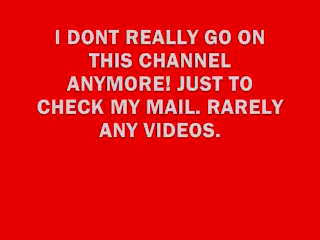 I DONT REALLY GO ON
THIS CHANNEL
ANYMORE! JUST TO
CHECK MY MAIL. RARELY
ANY VIDEOS.